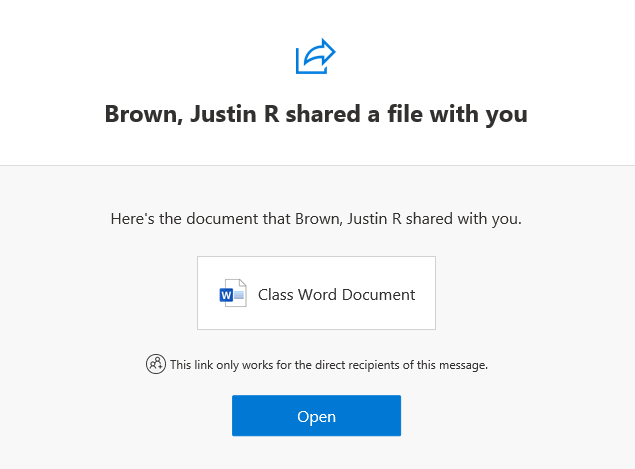 Brown, Justin R shared a file with you
Here's the document that Brown, Justin R shared with you.
W
Class Word Document
This link only works for the direct recipients of this message.
Open